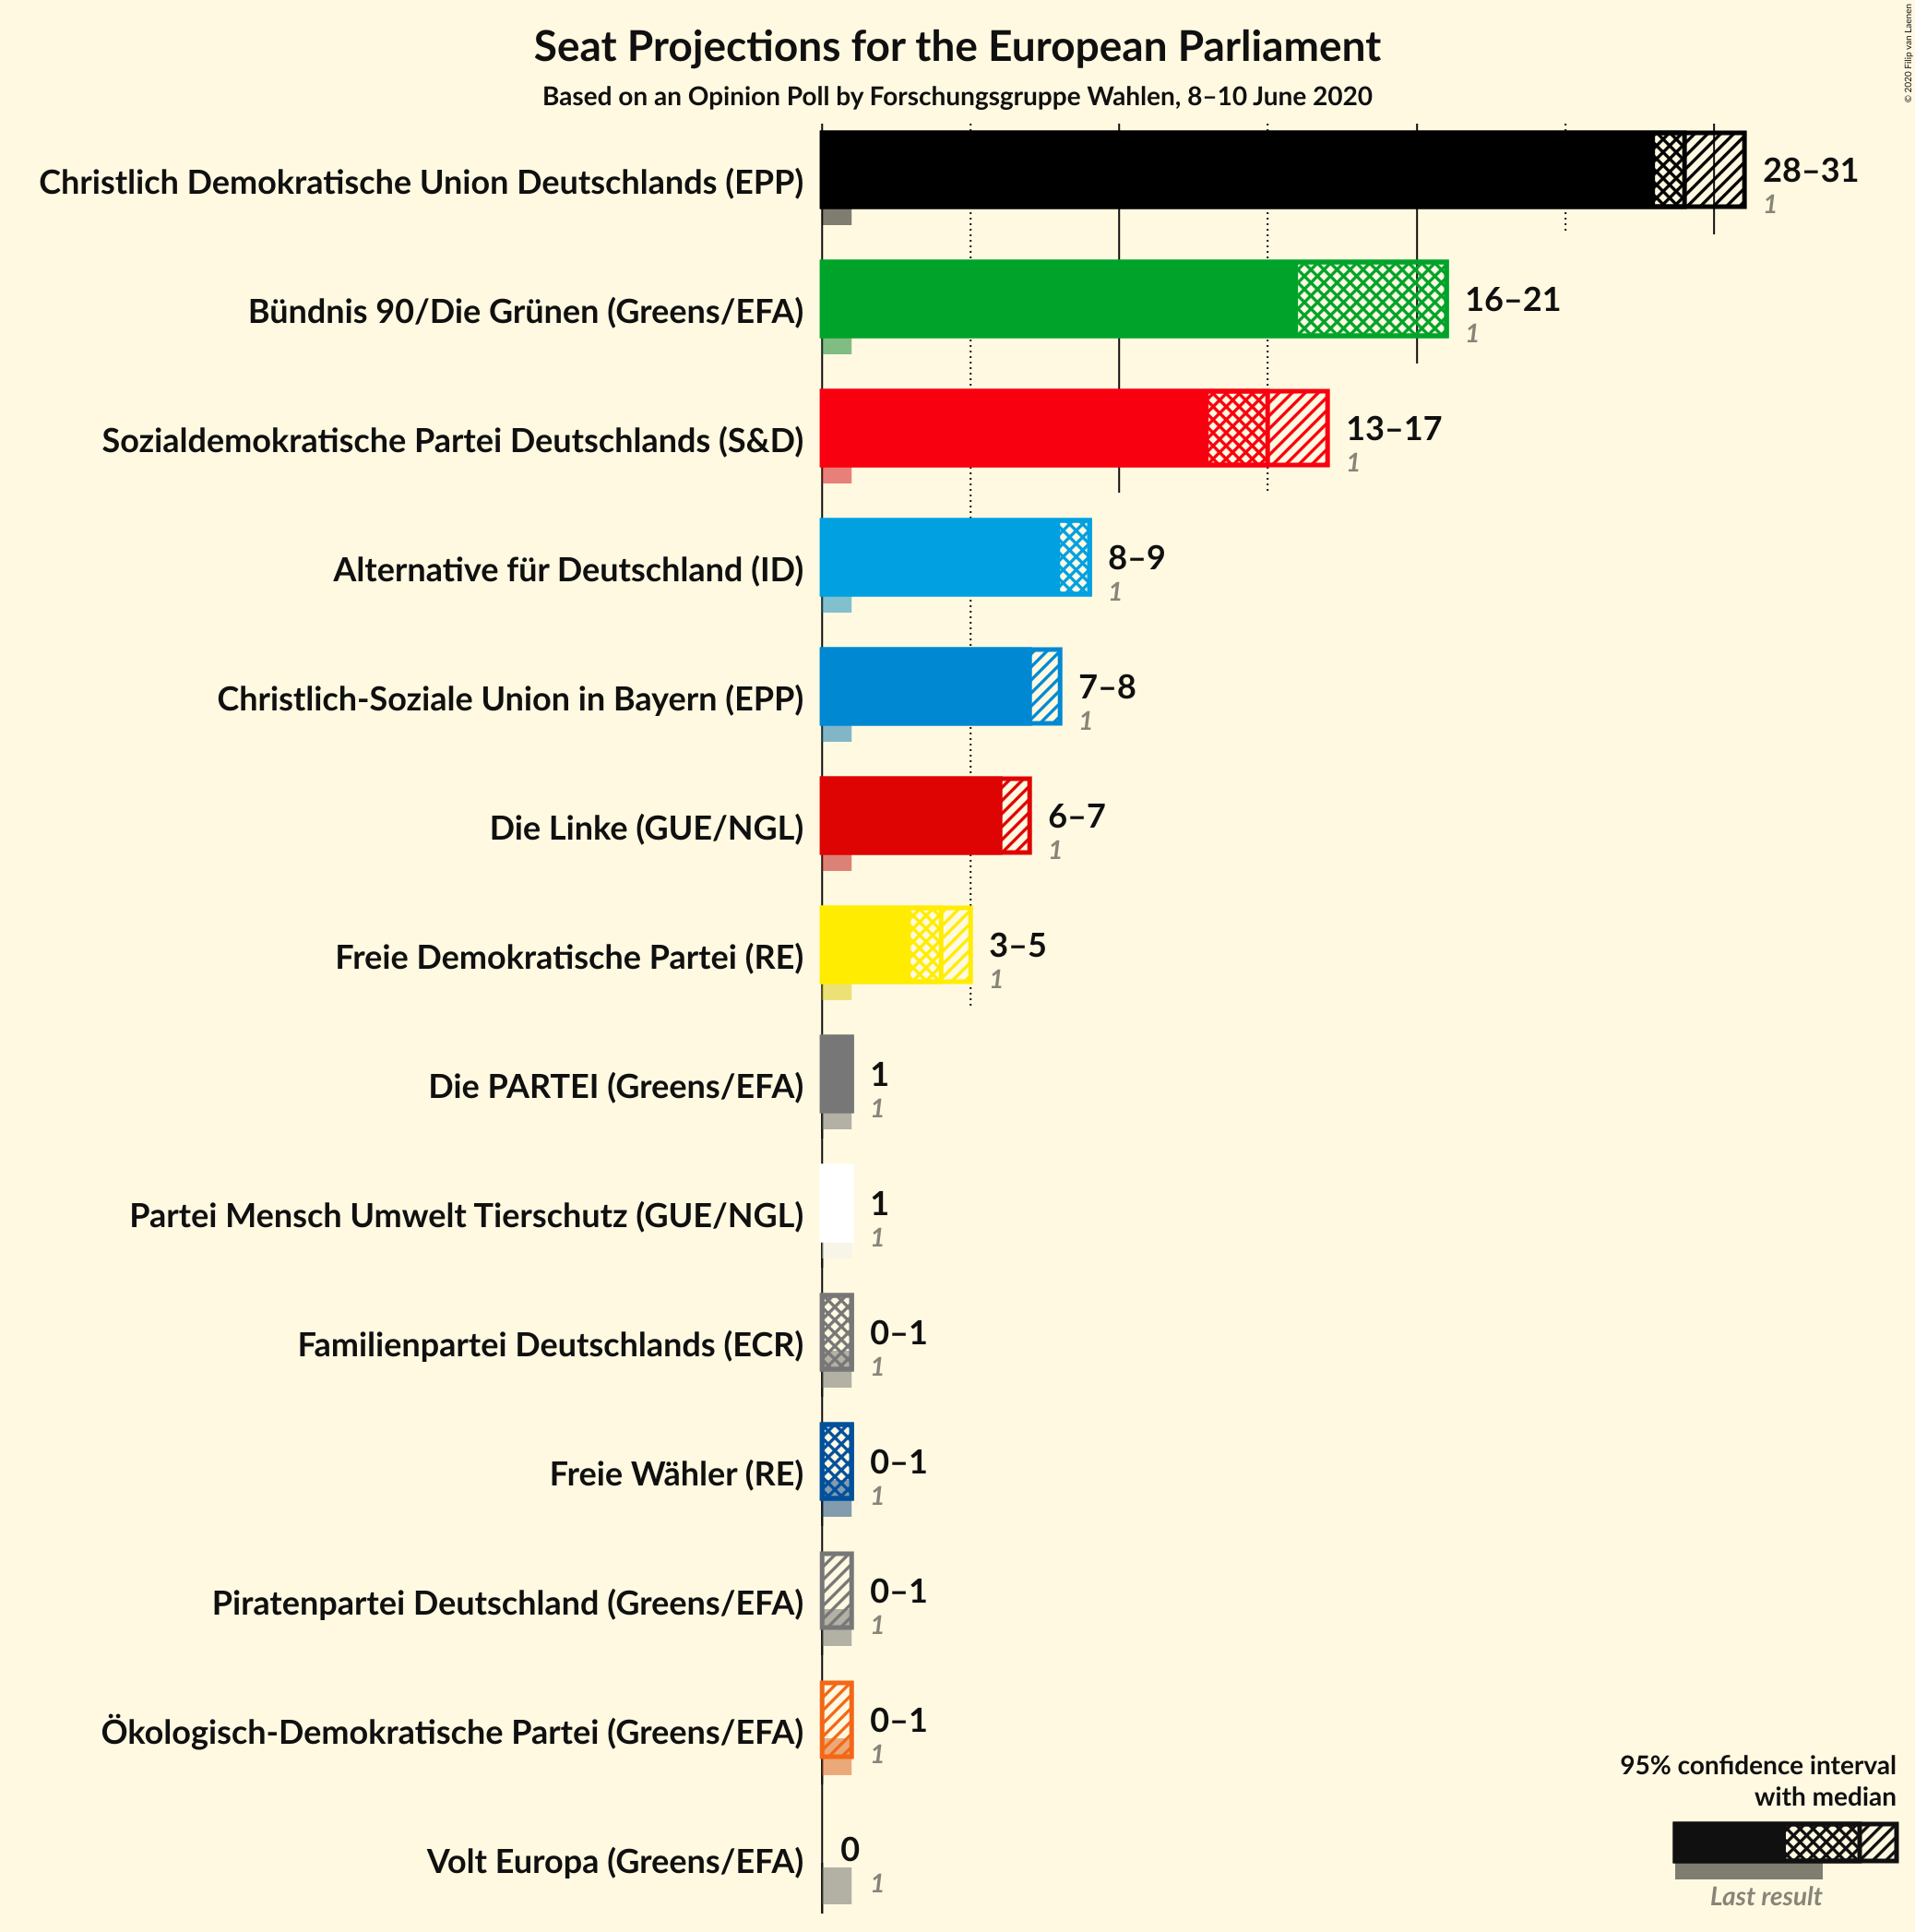 Seat Projections for the European Parliament
Based on an Opinion Poll by Forschungsgruppe Wahlen, 8–10 June 2020
© 2020 Filip van Laenen
Christlich Demokratische Union Deutschlands (EPP)
28–31
1
Bündnis 90/Die Grünen (Greens/EFA)
16–21
1
Sozialdemokratische Partei Deutschlands (S&D)
13–17
1
Alternative für Deutschland (ID)
8–9
1
Christlich-Soziale Union in Bayern (EPP)
7–8
1
Die Linke (GUE/NGL)
6–7
1
Freie Demokratische Partei (RE)
3–5
1
Die PARTEI (Greens/EFA)
1
1
Partei Mensch Umwelt Tierschutz (GUE/NGL)
1
1
Familienpartei Deutschlands (ECR)
0–1
1
Freie Wähler (RE)
0–1
1
Piratenpartei Deutschland (Greens/EFA)
0–1
1
Ökologisch-Demokratische Partei (Greens/EFA)
0–1
1
Volt Europa (Greens/EFA)
0
1
95% confidence interval
with median
Last result